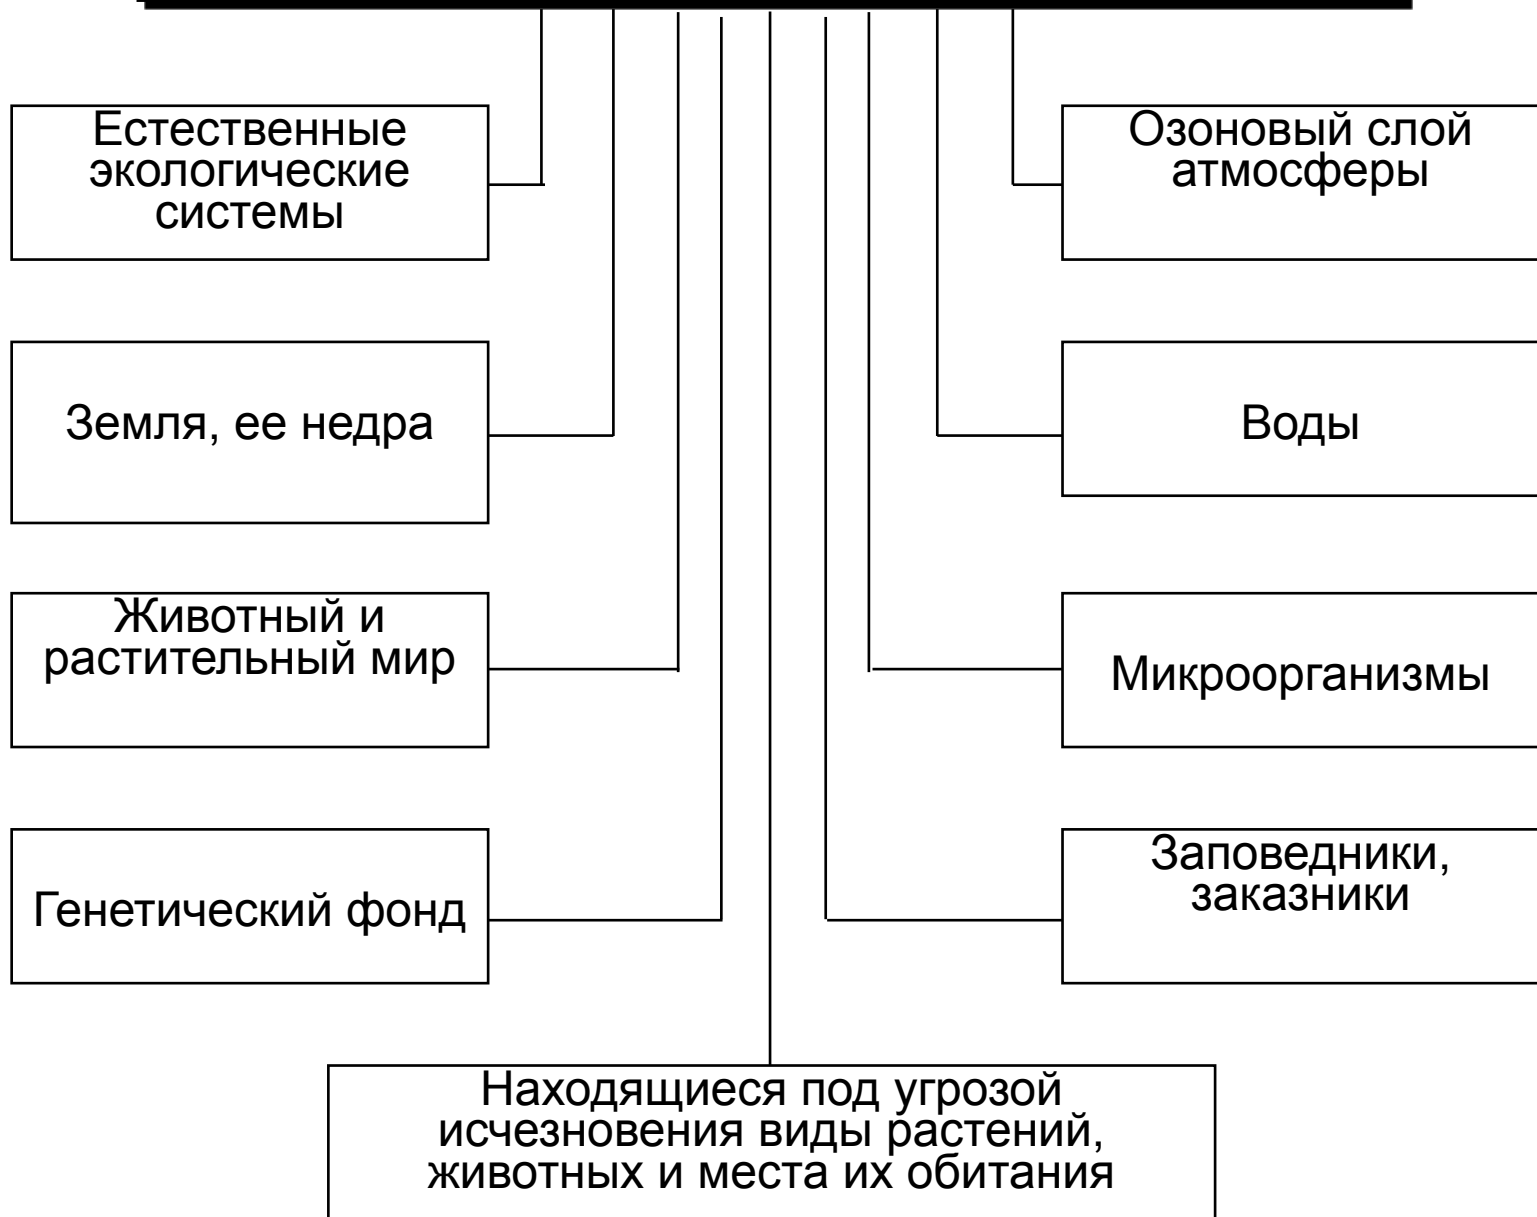 Естественные
экологические
системы
Озоновый слой
атмосферы
Земля, ее недра
Воды
Животный и
растительный мир
Микроорганизмы
Генетический фонд
Заповедники,
заказники
Находящиеся под угрозой
исчезновения виды растений,
животных и места их обитания